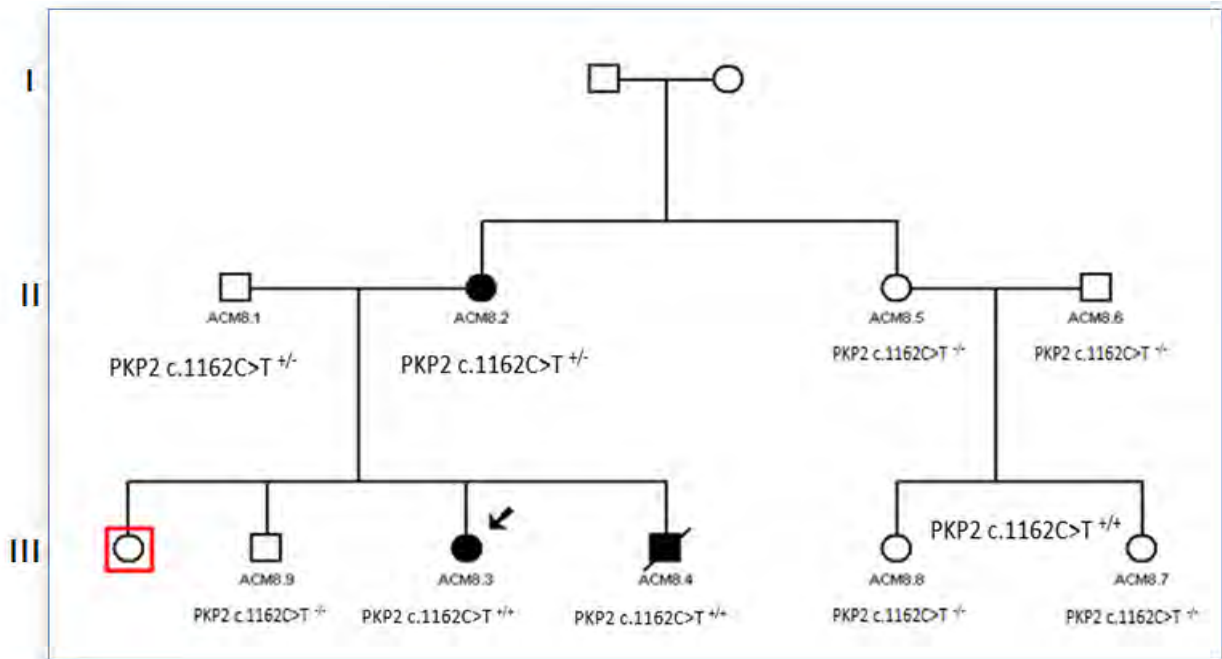 I
II
ACM8.1
ACM8.2
ACM8.5
ACM8.6
PKP2 c.1162C>T +/-
PKP2 c.1162C>T +/-
PKP2 c.1162C>T -/-
PKP2 c.1162C>T -/-
III
PKP2 c.1162C>T +/+
ACM8.9
ACM8.3
ACM8.4
ACM8.8
ACM8.7
PKP2 c.1162C>T -/-
PKP2 c.1162C>T +/+
PKP2 c.1162C>T +/+
PKP2 c.1162C>T -/-
PKP2 c.1162C>T -/-